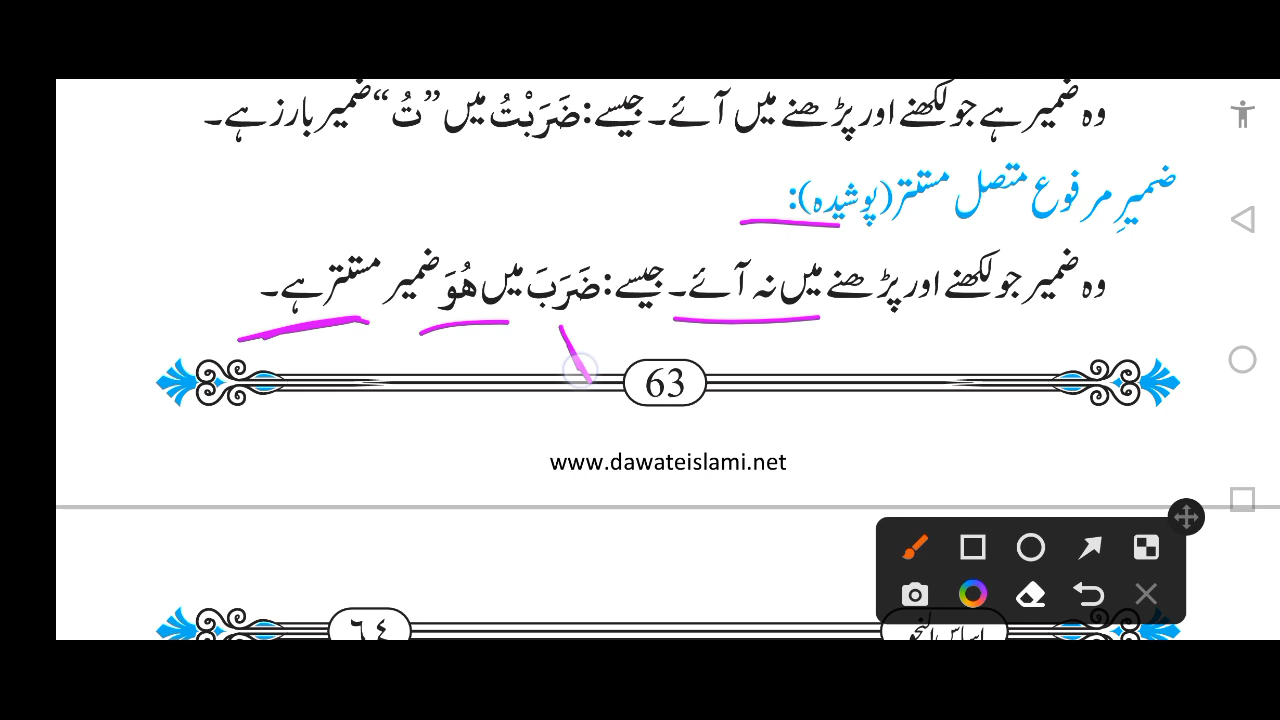 وہ ضمیر ہے جو لکھنے اور پڑھنے میں آئے۔ جیسے: ضَرَبْتُ میں ”تُ“ ضمیر بارز ہے۔
ضمیرِ مرفوع متصل مستتر (پوشیدہ):
وہ ضمیر جو لکھنے اور پڑھنے میں نہ آئے۔ جیسے: ضَرَبَ میں هُوَ ضمیر مستتر ہے۔
63
www.dawateislami.net
اساس النحو
٦٤